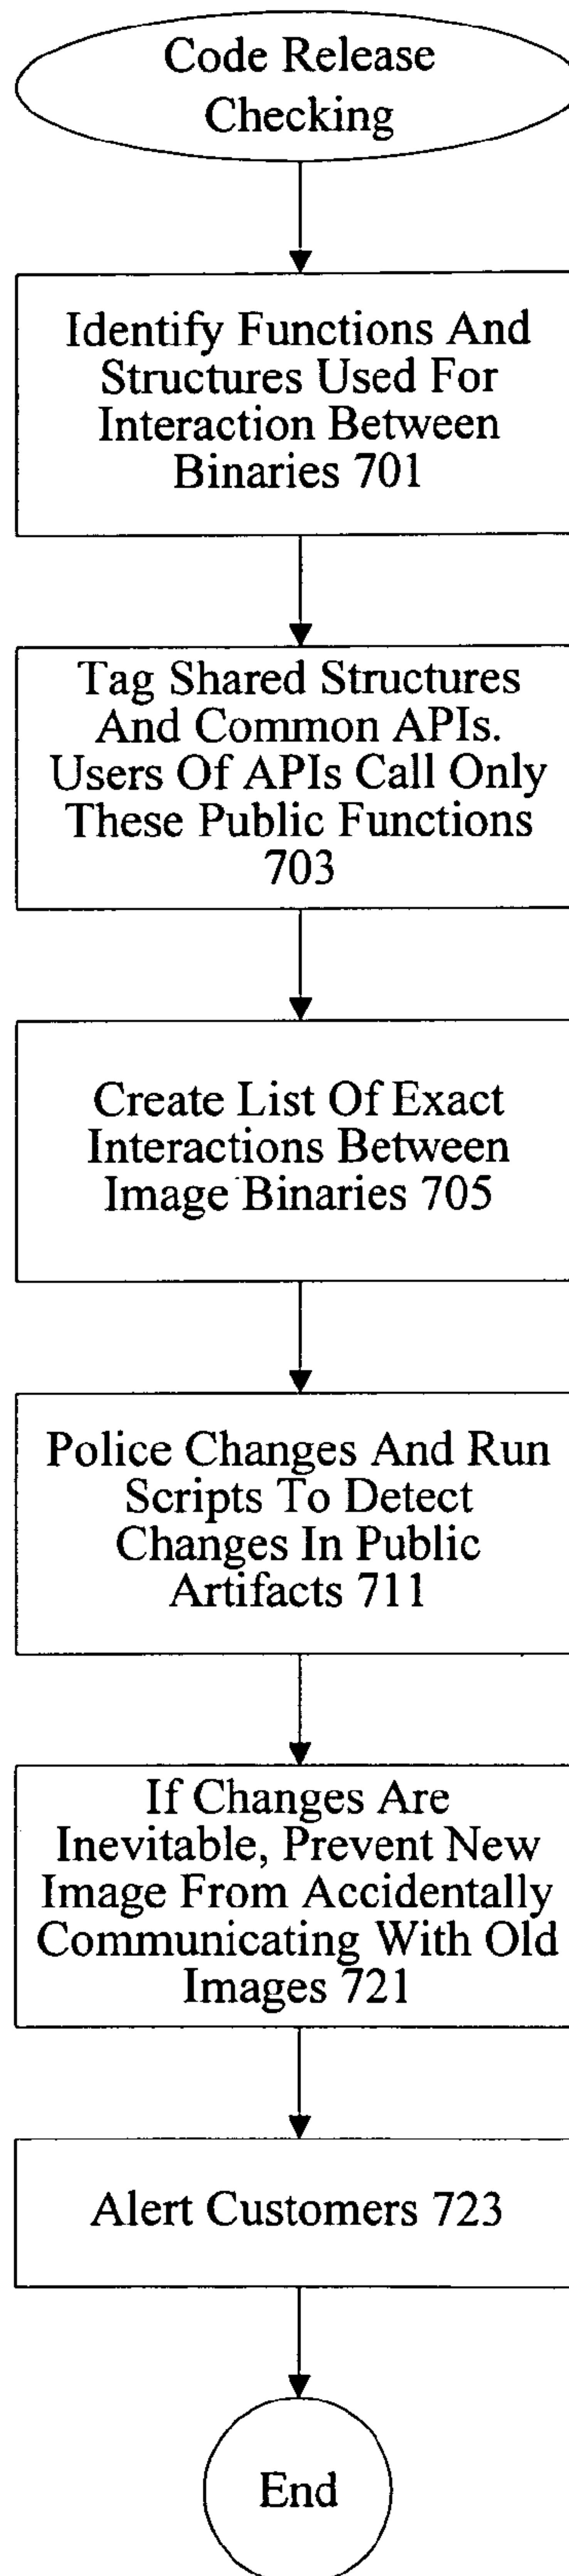 Code Release
Checking
Identify Functions And
Structures Used For
Interaction Between
Binaries 701
Tag Shared Structures
And Common APIs.
Users Of APIs Call Only
These Public Functions
703
Create List Of Exact
Interactions Between
Image Binaries 705
Police Changes And Run
Scripts To Detect
Changes In Public
Artifacts 711
If Changes Are
Inevitable, Prevent New
Image From Accidentally
Communicating With Old
Images 721
Alert Customers 723
End